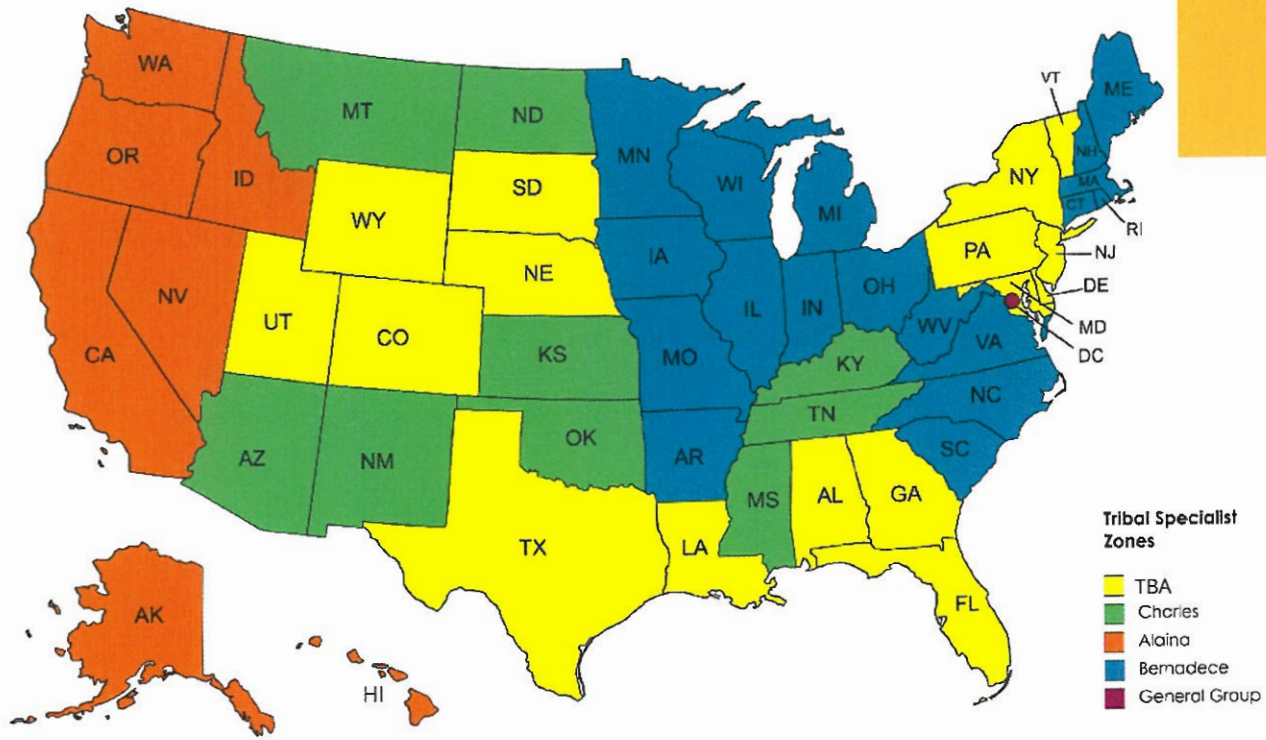 WA
OR
ID
MT
ND
MN
SD
WY
NE
NV
CA
UT
CO
KS
AZ
NM
OK
TX
IA
MO
AR
LA
WI
IL
MI
IN
OH
KY
TN
MS
AL
GA
FL
WV
VA
NC
SC
PA
NY
VT
ME
NH
MA
CT
RI
NJ
DE
MD
DC
AK
HI
Tribal Specialist
Zones
TBA
Charles
Alaina
Bernadece
General Group